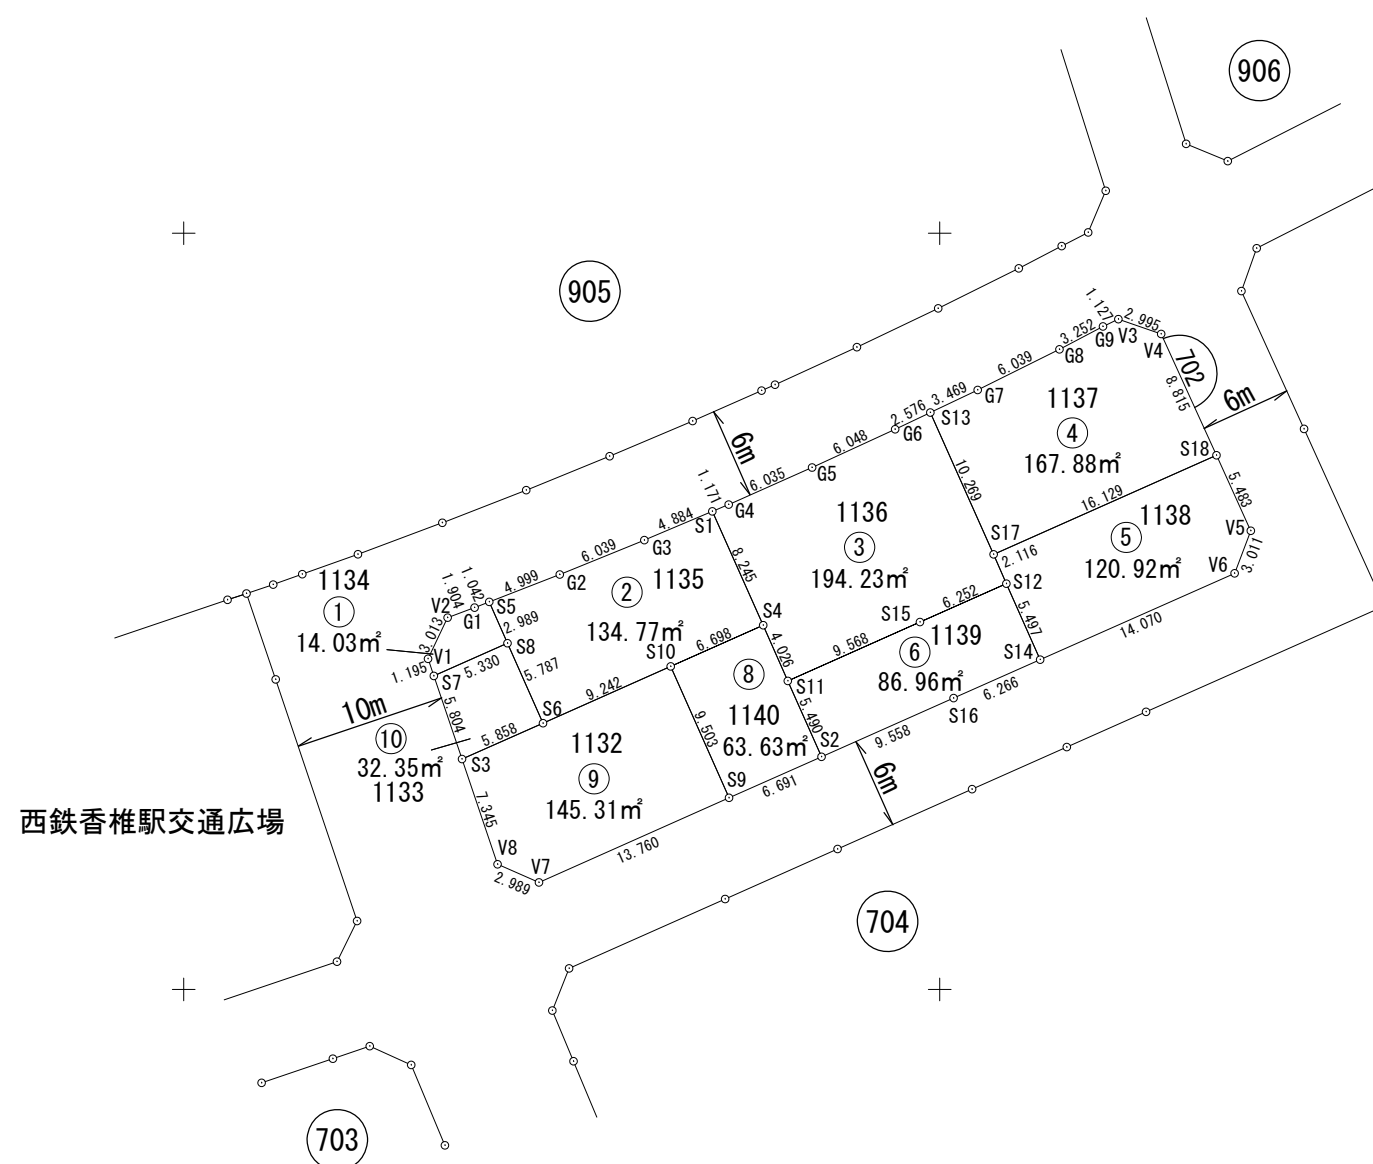 906
905
702
6m
6m
6m
10m
1.127
2.995
V3
V4
G9
3.252
G8
8.815
6.039
G7
3.469
S13
2.576
G6
1137
④
167.88㎡
S18
6.048
G5
10.269
16.129
5.483
6.035
G4
1.171
S1
4.884
1136
③
194.23㎡
S17
2.116
1138
⑤
120.92㎡
V5
V6
3.011
G3
6.039
8.245
S12
6.252
S15
G2
4.999
②
1135
134.77㎡
1134
①
14.03㎡
1.042
1.904
V2
G1
S5
3.013
V1
1.195
2.989
S8
S7
5.330
5.787
S10
6.698
S4
4.026
9.568
1139
⑥
86.96㎡
5.497
14.070
S14
S11
6.266
S16
5.490
⑧
1140
63.63㎡
S2
9.558
9.242
S6
5.804
5.858
⑩
32.35㎡
1133
S3
1132
⑨
145.31㎡
9.503
S9
6.691
7.345
西鉄香椎駅交通広場
V8
V7
2.989
13.760
704
703